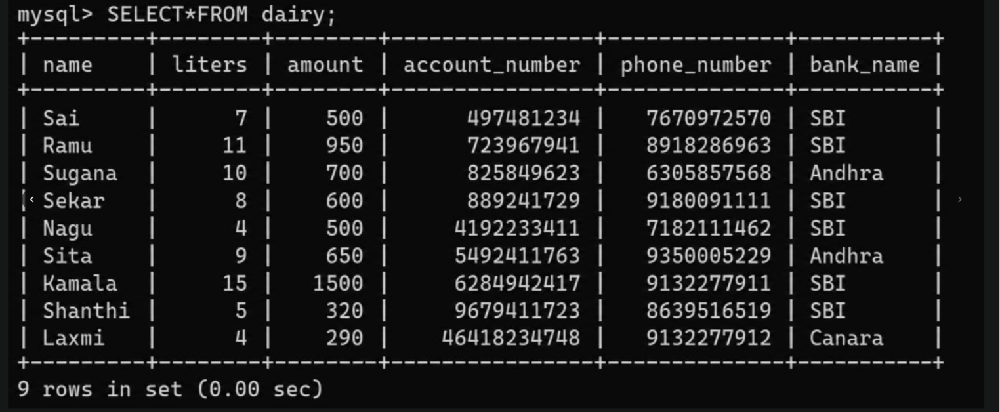 mysql> SELECT*FROM dairy;
+---------+--------+--------+----------------+--------------+-----------+
| name    | liters | amount | account_number | phone_number | bank_name |
+---------+--------+--------+----------------+--------------+-----------+
| Sai     |      7 |    500 |      497481234 |   7670972570 | SBI       |
| Ramu    |     11 |    950 |      723967941 |   8918286963 | SBI       |
| Sugana  |     10 |    700 |      825849623 |   6305857568 | Andhra    |
| Sekar   |      8 |    600 |      889241729 |   9180091111 | SBI       |
| Nagu    |      4 |    500 |     4192233411 |   7182111462 | SBI       |
| Sita    |      9 |    650 |     5492411763 |   9350005229 | Andhra    |
| Kamala  |     15 |   1500 |     6284942417 |   9132277911 | SBI       |
| Shanthi |      5 |    320 |     9679411723 |   8639516519 | SBI       |
| Laxmi   |      4 |    290 |    46418234748 |   9132277912 | Canara    |
+---------+--------+--------+----------------+--------------+-----------+
9 rows in set (0.00 sec)